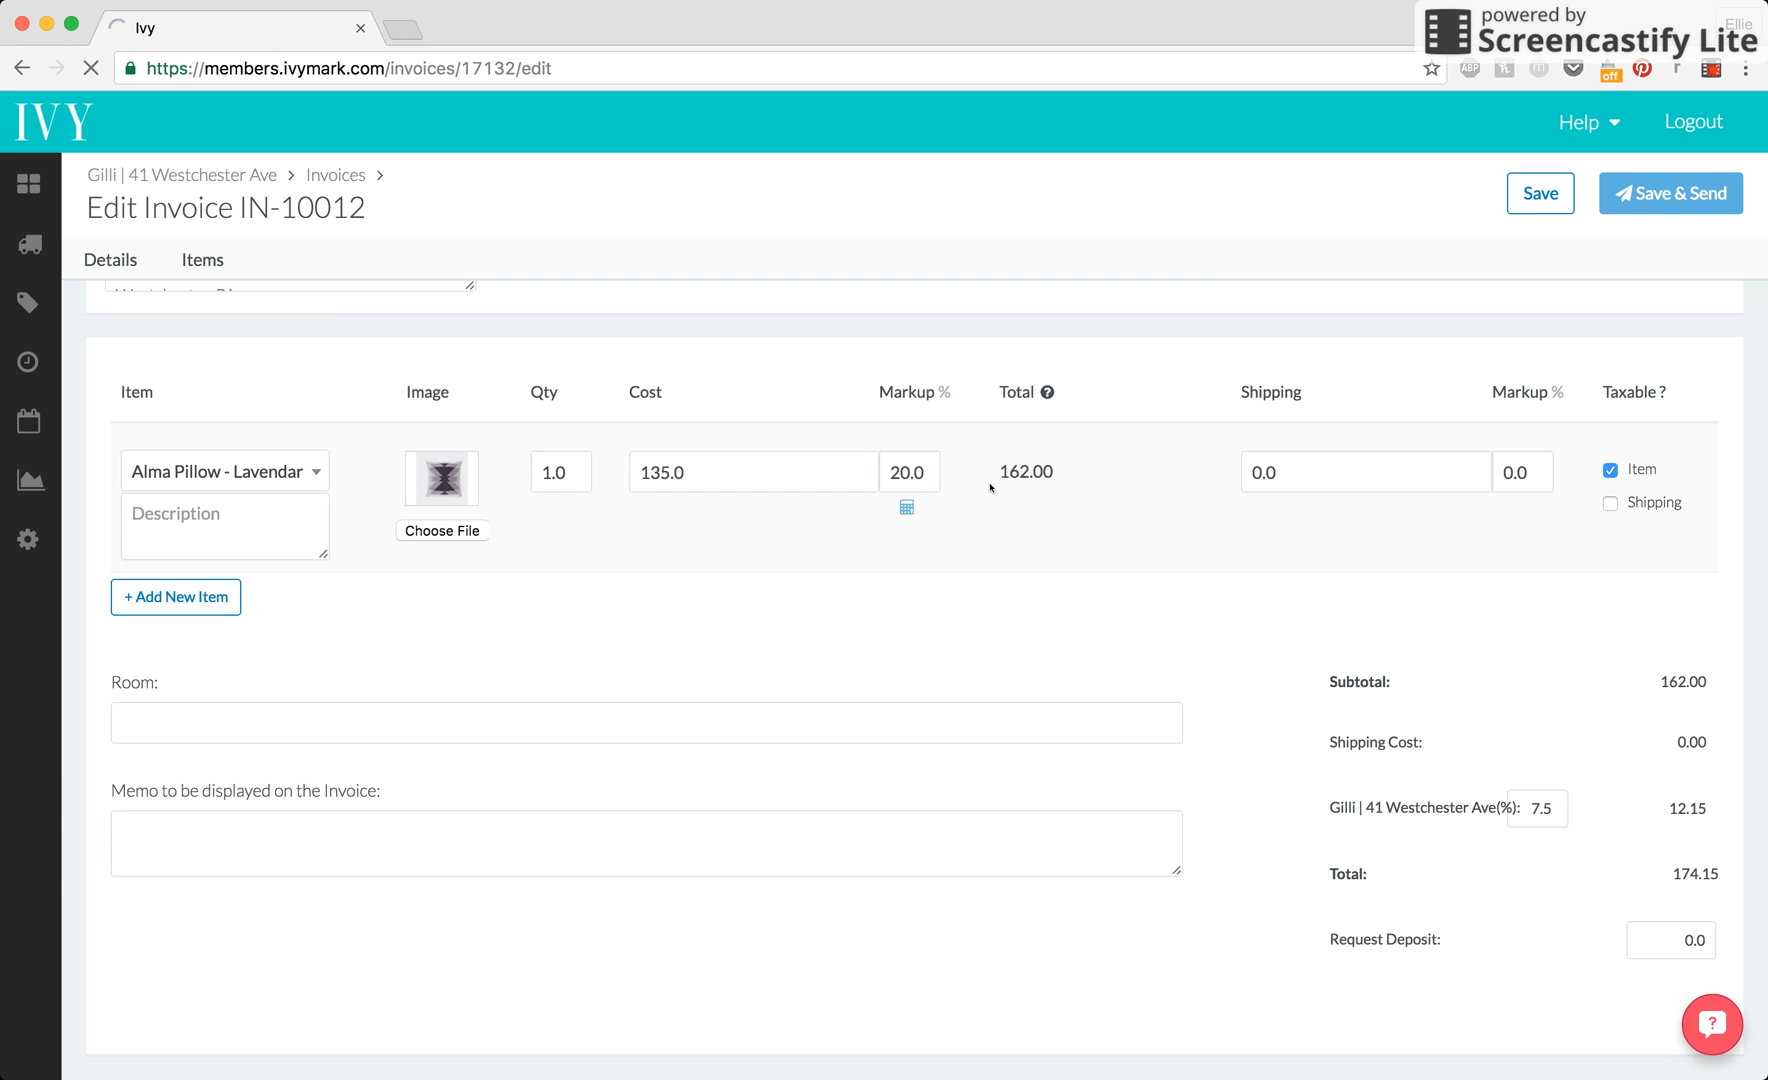 Ivy
Ellie
powered by
Screencastify Lite
https://members.ivymark.com/invoices/17132/edit
ABP
off
IVY
Help
Logout
Gilli | 41 Westchester Ave > Invoices >
Edit Invoice IN-10012
Save
Save & Send
Details Items
Item Image Qty Cost Markup % Total ? Shipping Markup % Taxable ?
Alma Pillow - Lavendar
1.0
135.0
20.0
162.00
0.0
0.0
Item
Shipping
Description
Choose File
+ Add New Item
Room:
Subtotal: 162.00
Shipping Cost: 0.00
Memo to be displayed on the Invoice:
Gilli | 41 Westchester Ave(%): 7.5 12.15
Total: 174.15
Request Deposit: 0.0
?